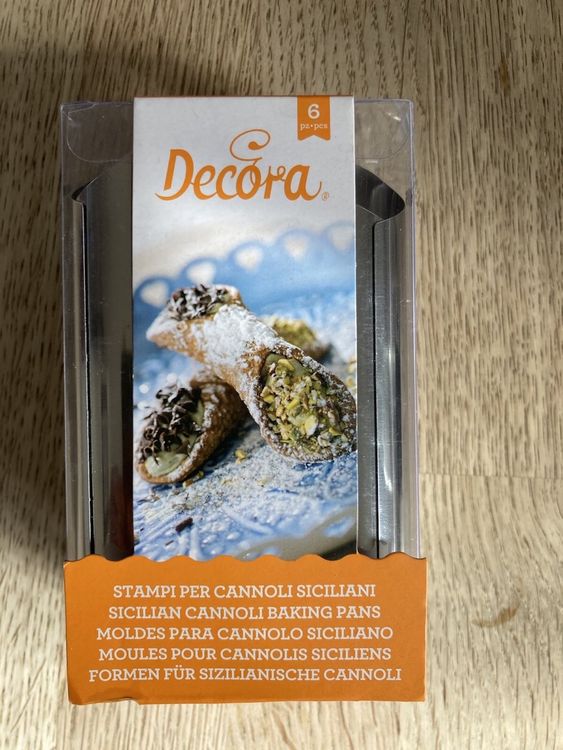 6
pz•pcs
Decora®
STAMPI PER CANNOLI SICILIANI
SICILIAN CANNOLI BAKING PANS
MOLDES PARA CANNOLO SICILIANO
MOULES POUR CANNOLIS SICILIENS
FORMEN FÜR SIZILIANISCHE CANNOLI